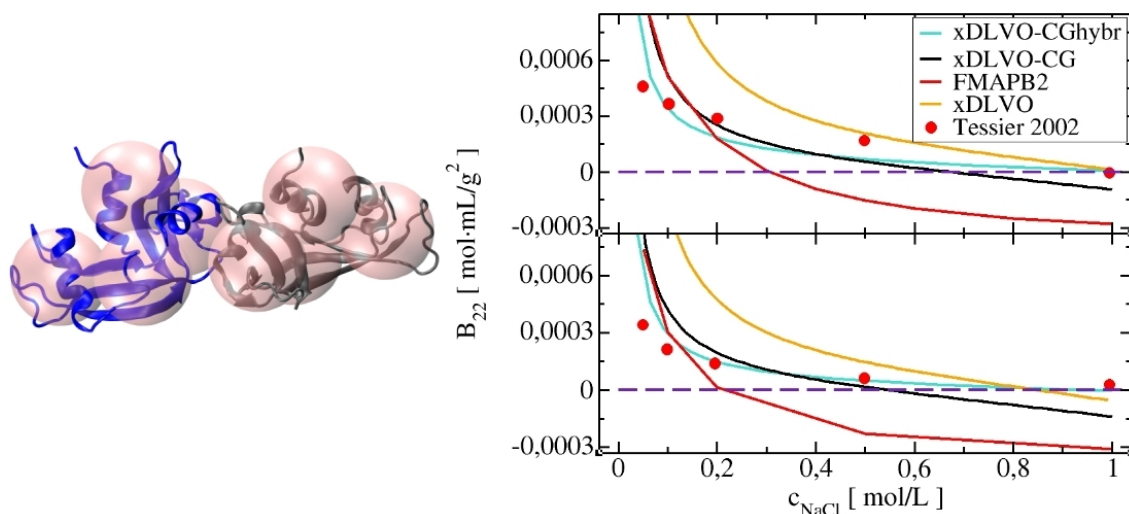 xDLVO-CGhybr
xDLVO-CG
FMAPB2
xDLVO
Tessier 2002
0,0006
0,0003
0
-0,0003
0,0006
0,0003
0
-0,0003
B22 [ mol·mL/g2 ]
0 0,2 0,4 0,6 0,8 1
cNaCl [ mol/L ]